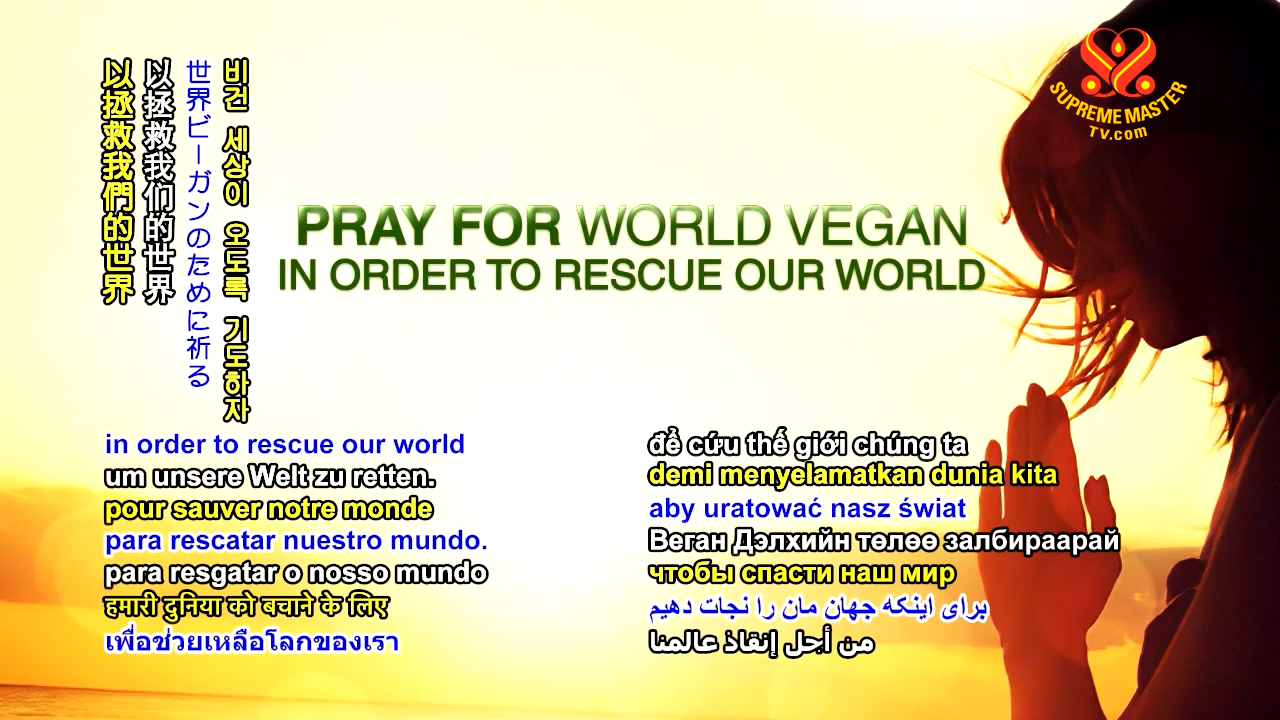 SUPREME MASTER
TV.com
PRAY FOR WORLD VEGAN
IN ORDER TO RESCUE OUR WORLD
以拯救我們的世界
以拯救我们的世界
世界ビーガンのために祈る
비건 세상이 오도록 기도하자
in order to rescue our world
um unsere Welt zu retten.
pour sauver notre monde
para rescatar nuestro mundo.
para resgatar o nosso mundo
हमारी दुनिया को बचाने के लिए
เพื่อช่วยเหลือโลกของเรา
để cứu thế giới chúng ta
demi menyelamatkan dunia kita
aby uratować nasz świat
Веган Дэлхийн төлөө залбираарай
чтобы спасти наш мир
برای اینکه جهان مان را نجات دهیم
من أجل إنقاذ عالمنا